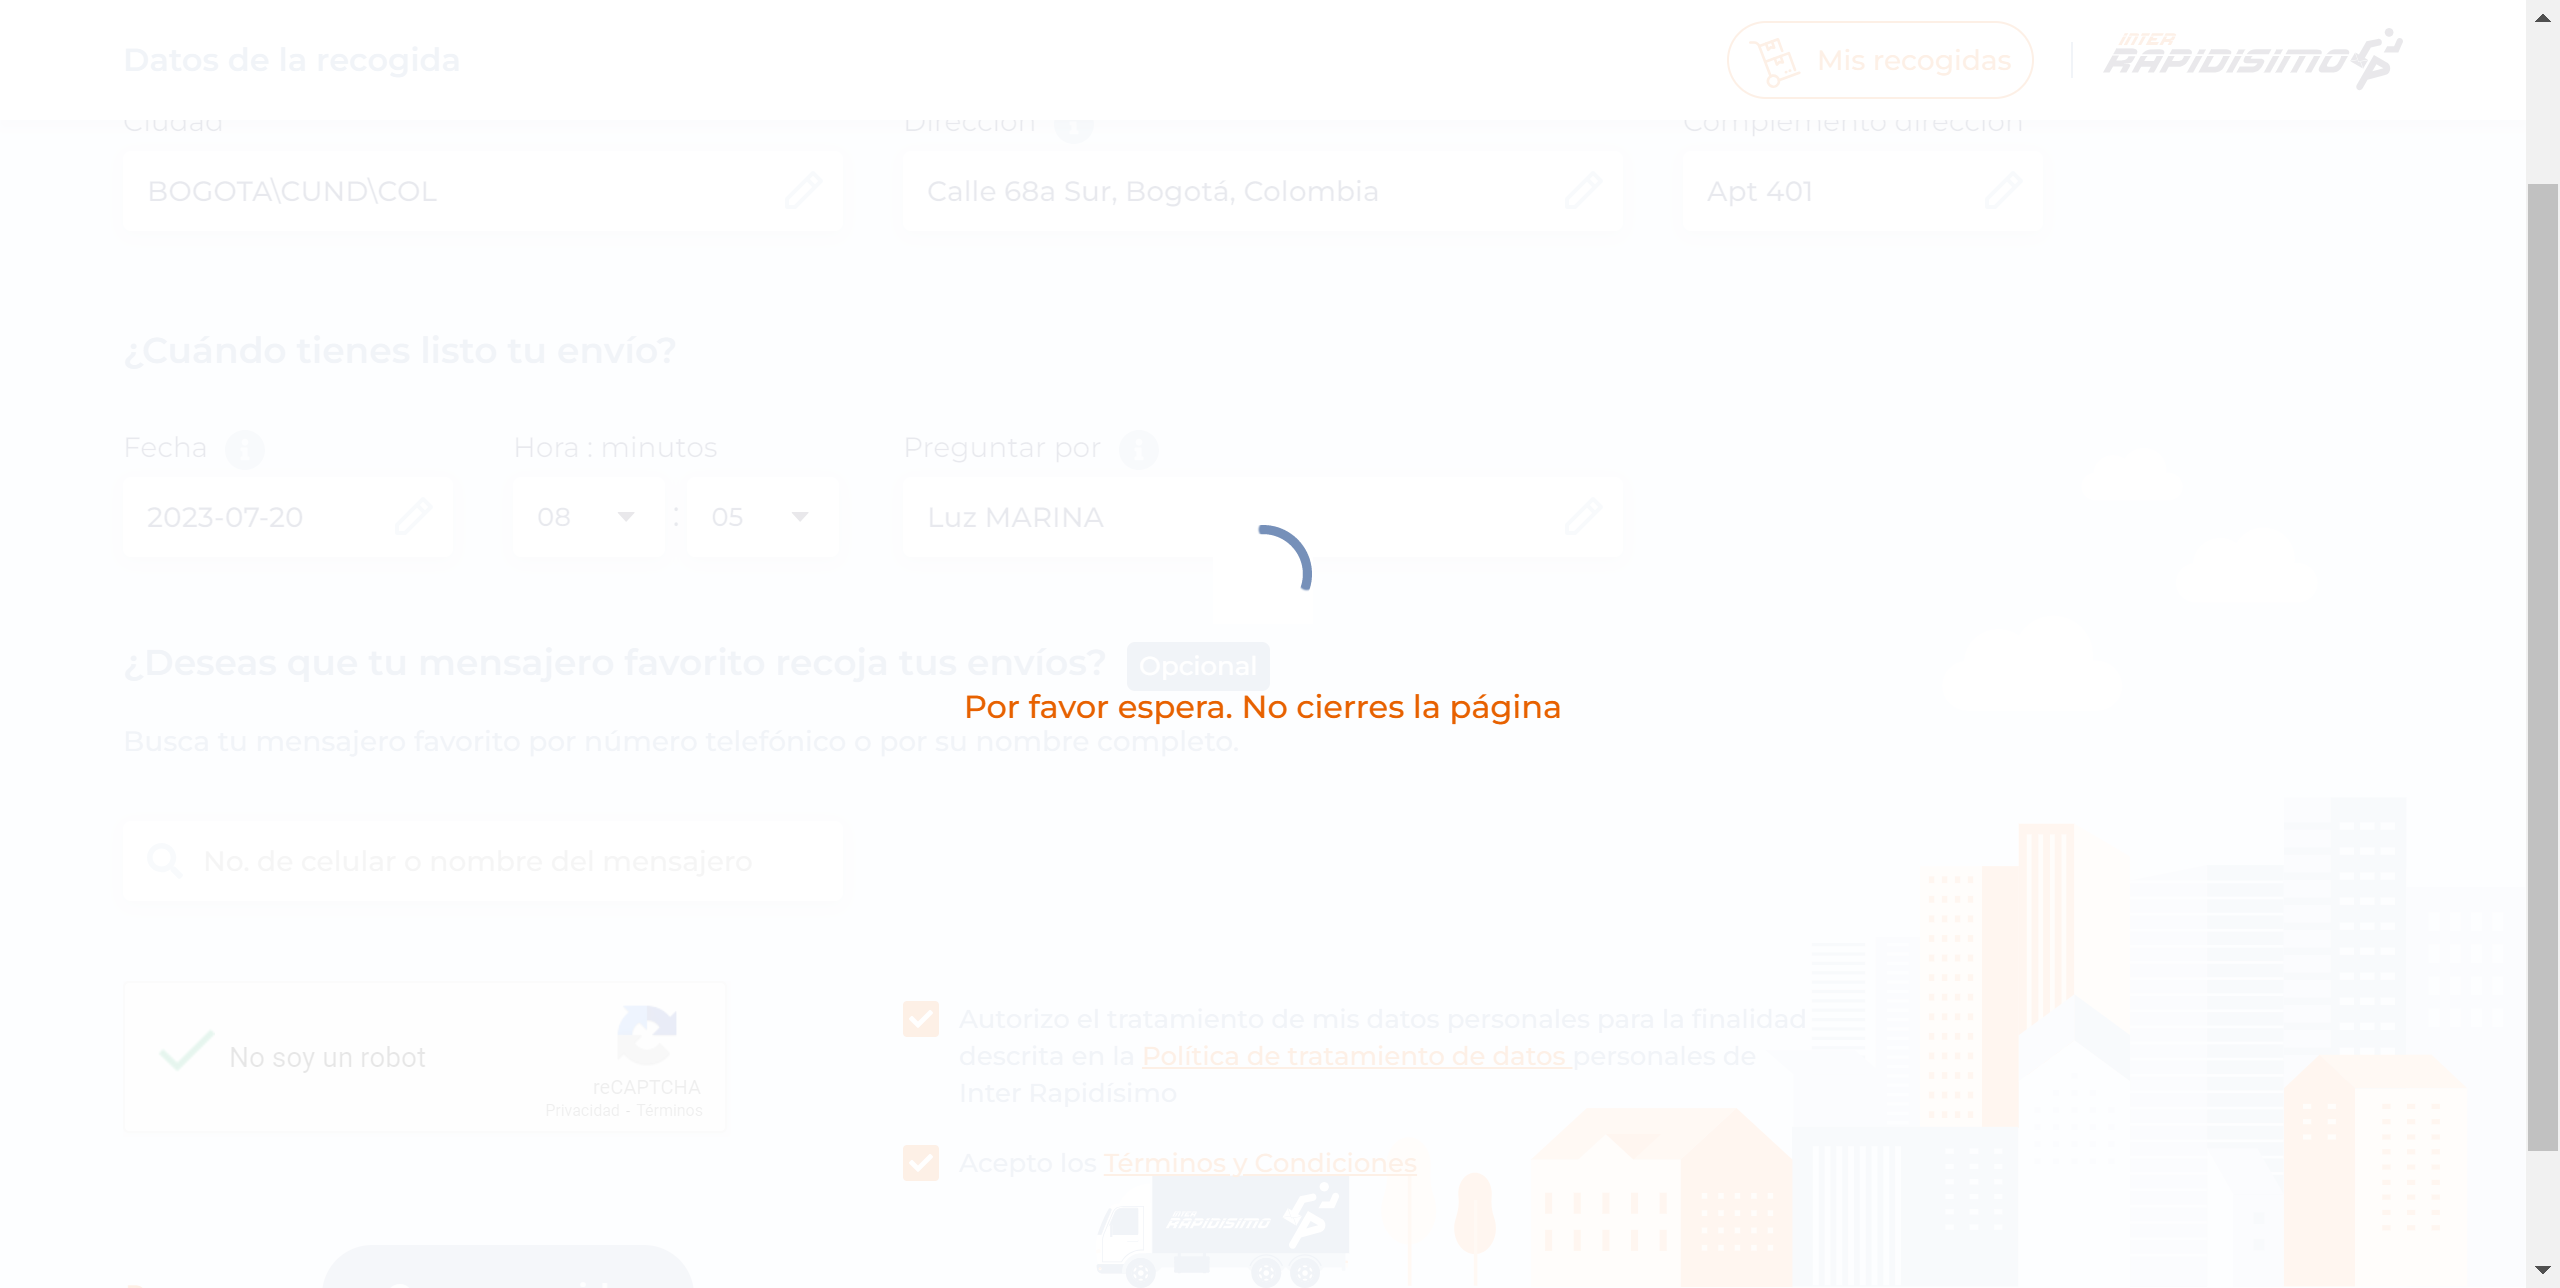 Datos de la recogida
Mis recogidas
INTER
RAPIDISIMO
Ciudad
Dirección
Complemento dirección
BOGOTA\CUND\COL
Calle 68a Sur, Bogotá, Colombia
Apt 401
¿Cuándo tienes listo tu envío?
Fecha
Hora : minutos
Preguntar por
2023-07-20
08
:
05
Luz MARINA
¿Deseas que tu mensajero favorito recoja tus envíos?
Opcional
Por favor espera. No cierres la página
Busca tu mensajero favorito por número telefónico o por su nombre completo.
No. de celular o nombre del mensajero
No soy un robot
reCAPTCHA
Privacidad - Términos
Autorizo el tratamiento de mis datos personales para la finalidad
descrita en la Política de tratamiento de datos personales de
Inter Rapidísimo
Acepto los Términos y Condiciones
INTER
RAPIDISIMO